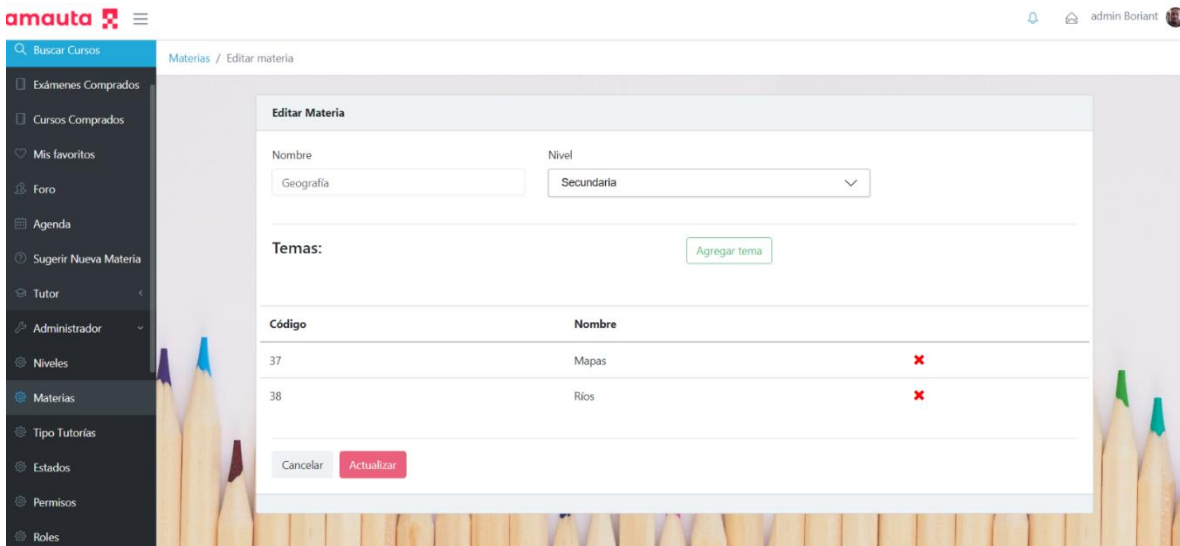 amauta
admin Boriant
Buscar Cursos
Exámenes Comprados
Cursos Comprados
Mis favoritos
Foro
Agenda
Sugerir Nueva Materia
Tutor
Administrador
Niveles
Materias
Tipo Tutorías
Estados
Permisos
Roles
Materias / Editar materia
Editar Materia
Nombre Nivel
Geografía Secundaria
Temas: Agregar tema
Código Nombre
37 Mapas
38 Ríos
Cancelar Actualizar